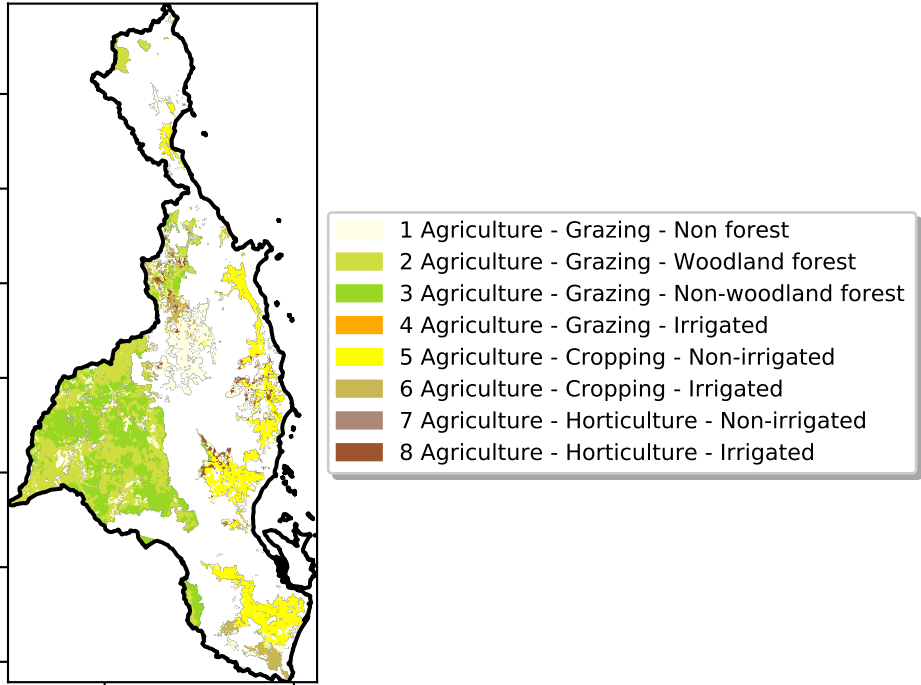 1 Agriculture - Grazing - Non forest
2 Agriculture - Grazing - Woodland forest
3 Agriculture - Grazing - Non-woodland forest
4 Agriculture - Grazing - Irrigated
5 Agriculture - Cropping - Non-irrigated
6 Agriculture - Cropping - Irrigated
7 Agriculture - Horticulture - Non-irrigated
8 Agriculture - Horticulture - Irrigated